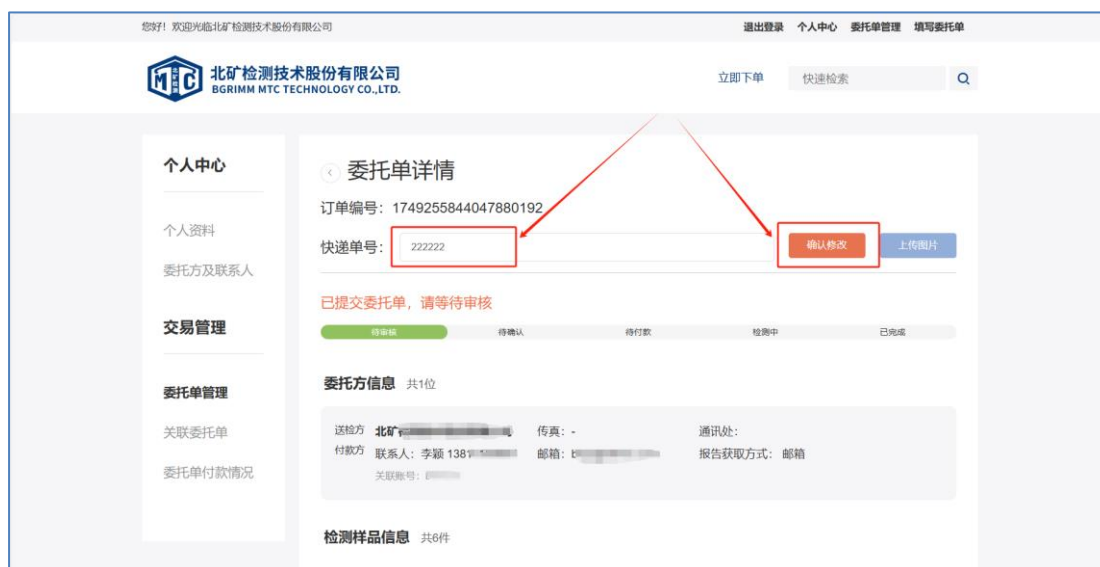 您好！欢迎光临北矿检测技术股份有限公司
退出登录 个人中心 委托单管理 填写委托单
MTC
北矿检测技术股份有限公司
BGRIMM MTC TECHNOLOGY CO.,LTD.
立即下单 快速检索
个人中心
个人资料
委托方及联系人
交易管理
委托单管理
关联委托单
委托单付款情况
委托单详情
订单编号：1749255844047880192
快递单号： 222222 确认修改 上传图片
已提交委托单，请等待审核
待审核 待确认 待付款 检测中 已完成
委托方信息 共1位
送检方 北矿 传真：- 通讯处：
付款方 联系人：李颖 1381 邮箱： 报告获取方式：邮箱
关联账号：
检测样品信息 共6件